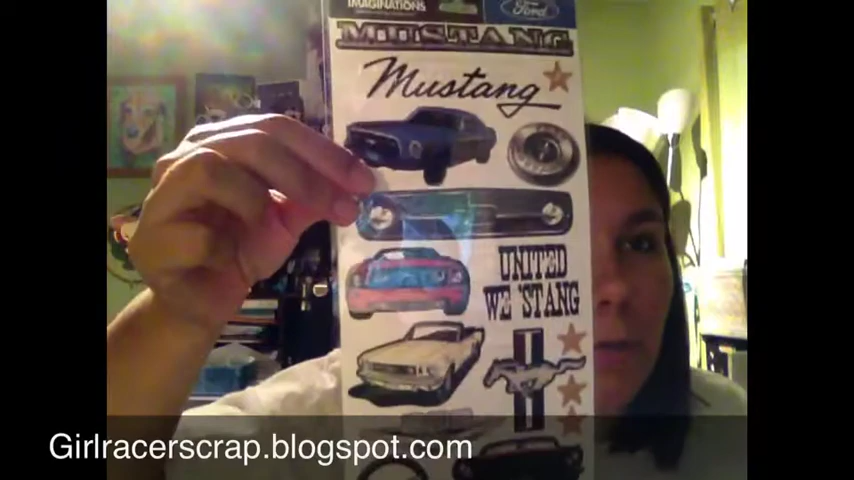 IMAGINATIONS
Ford
MUSTANG
Mustang
UNITED
WE 'STANG
Girlracerscrap.blogspot.com